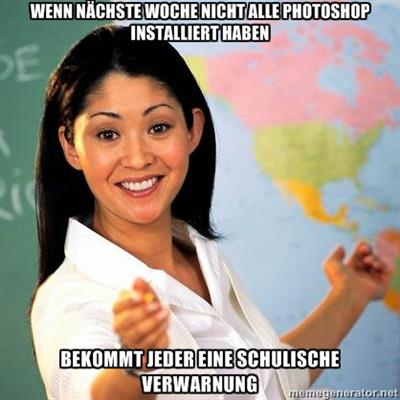 WENN NÄCHSTE WOCHE NICHT ALLE PHOTOSHOP
INSTALLIERT HABEN
BEKOMMT JEDER EINE SCHULISCHE
VERWARNUNG
memegenerator.net